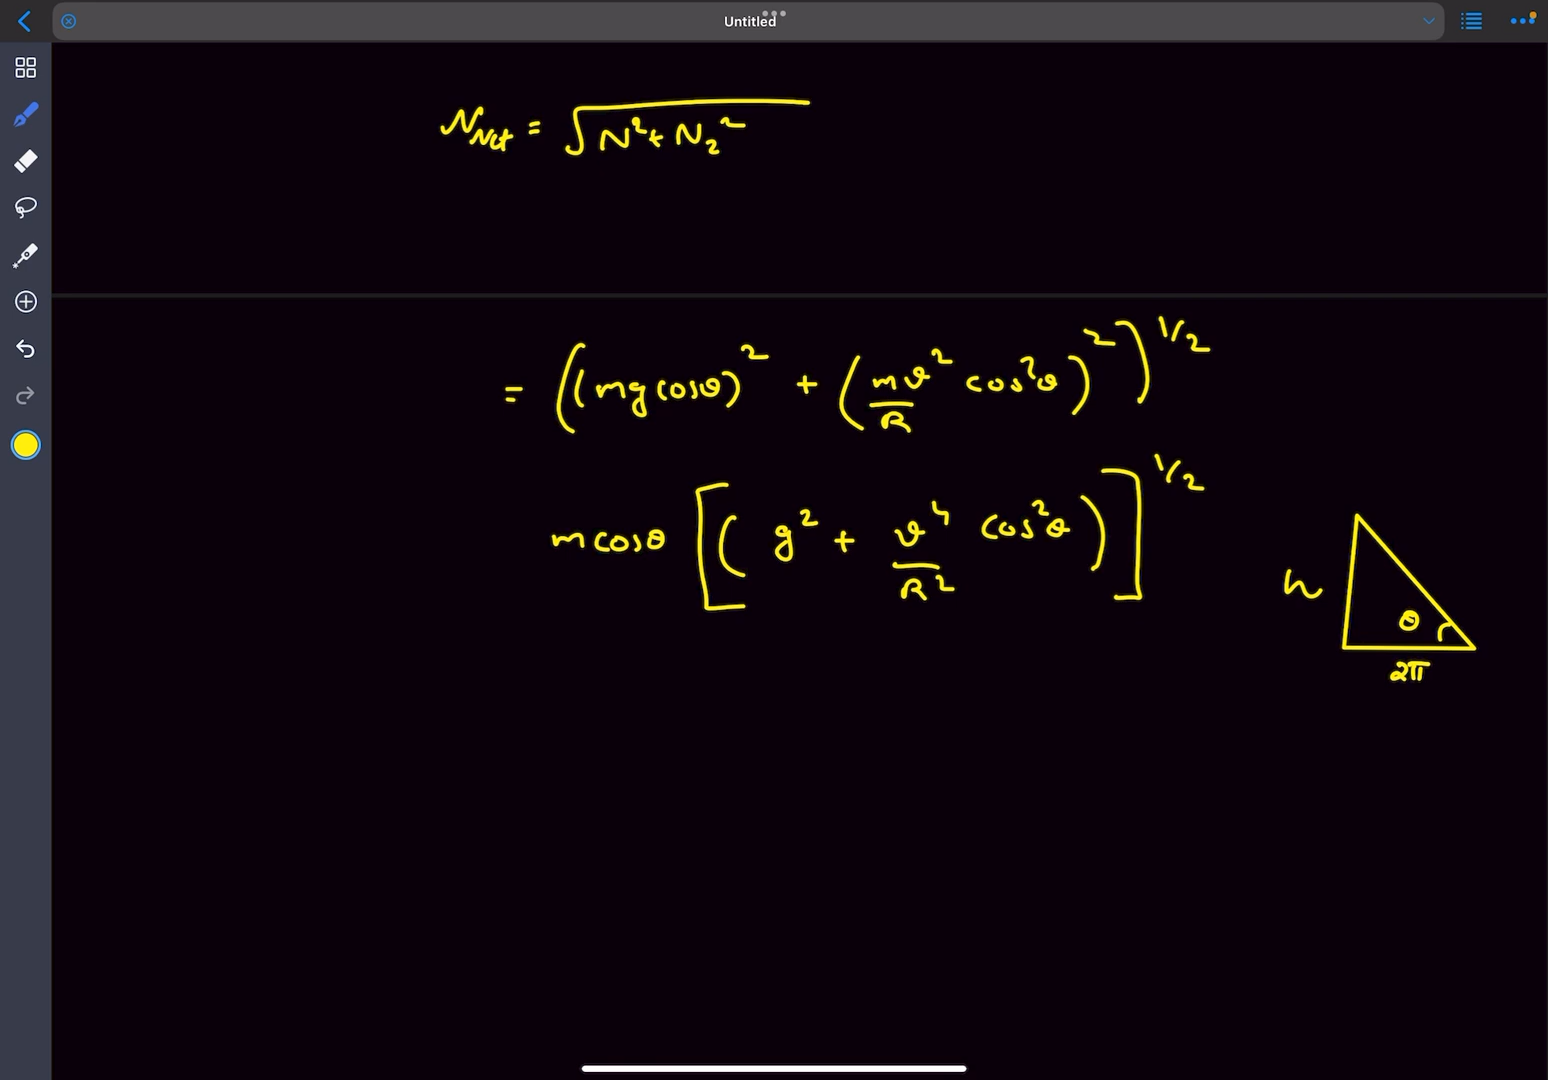 Untitled
N_Net = √(N² + N₂²)
= ((mg cosθ)² + (mv²/R cos²θ)²)^1/2
m cosθ [(g² + v⁴/R² cos²θ)]^1/2
h
θ
2π